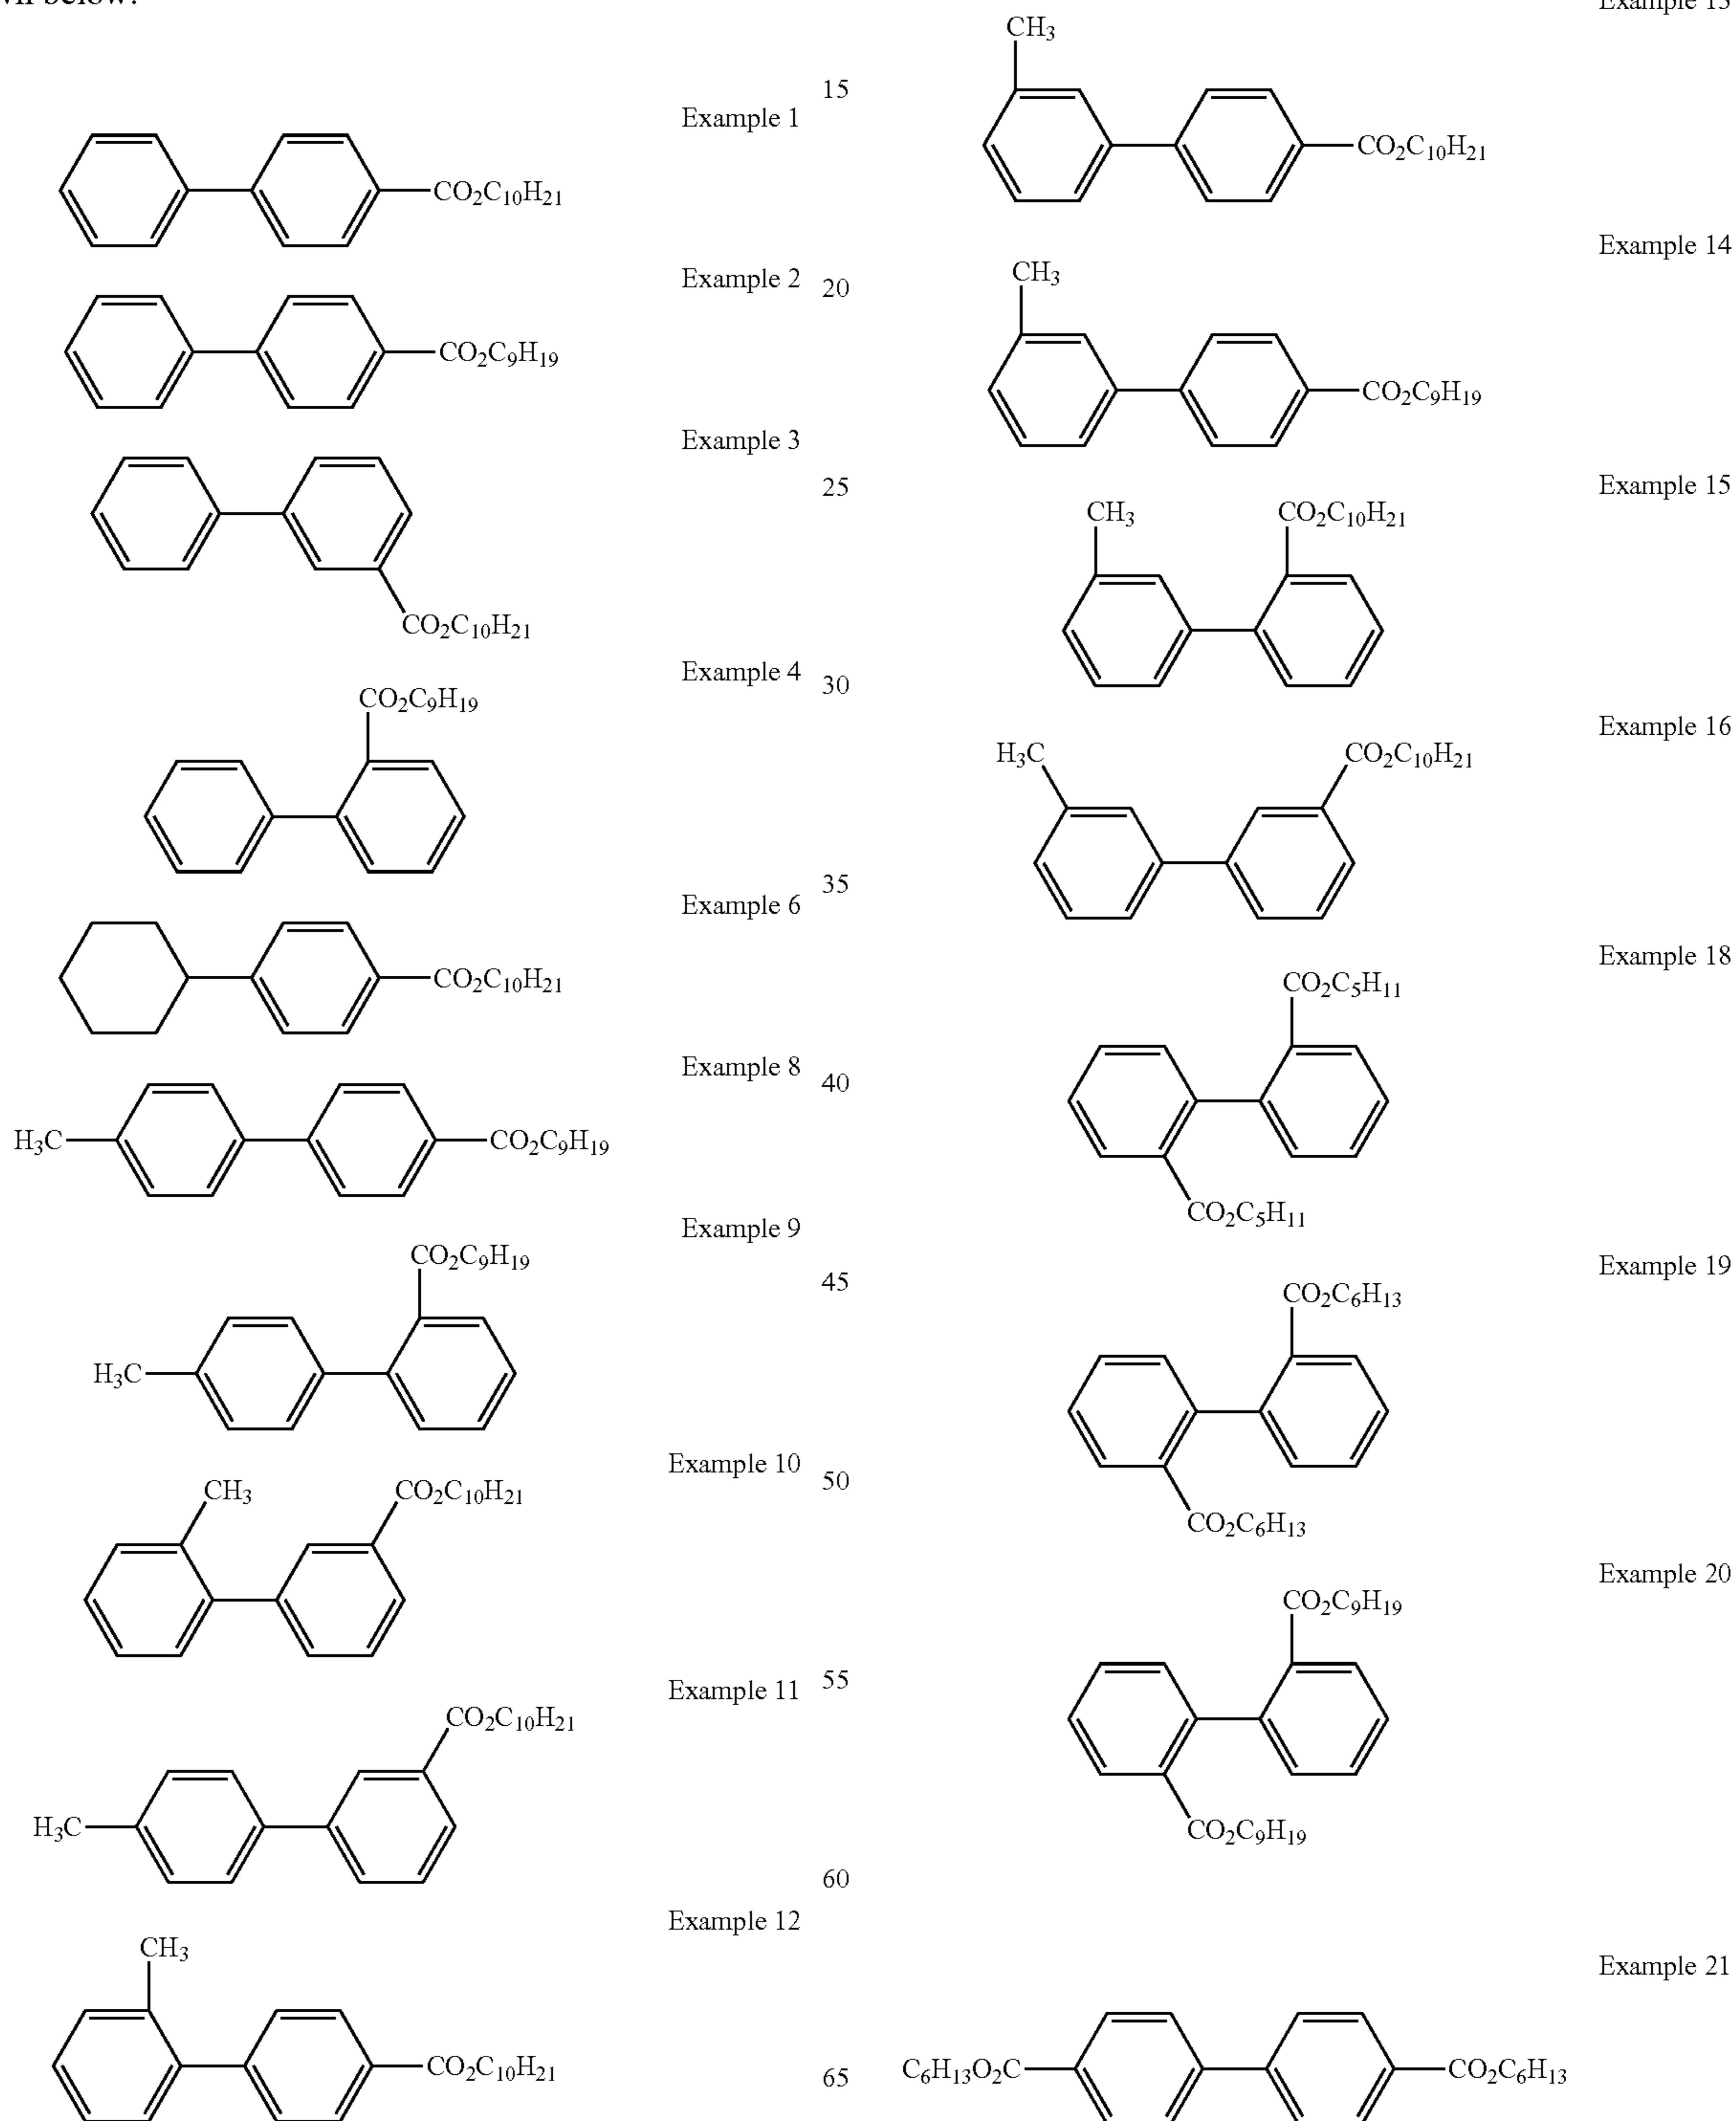 Example 1
CO₂C₁₀H₂₁
Example 2
CO₂C₉H₁₉
Example 3
CO₂C₁₀H₂₁
Example 4
CO₂C₉H₁₉
Example 6
CO₂C₁₀H₂₁
Example 8
H₃C CO₂C₉H₁₉
Example 9
CO₂C₉H₁₉
H₃C
Example 10
CH₃ CO₂C₁₀H₂₁
Example 11
CO₂C₁₀H₂₁
H₃C
Example 12
CH₃
CO₂C₁₀H₂₁
15
20
25
30
35
40
45
50
55
60
65
Example 13
CH₃
CO₂C₁₀H₂₁
Example 14
CH₃
CO₂C₉H₁₉
Example 15
CH₃ CO₂C₁₀H₂₁
Example 16
H₃C CO₂C₁₀H₂₁
Example 18
CO₂C₅H₁₁
CO₂C₅H₁₁
Example 19
CO₂C₆H₁₃
CO₂C₆H₁₃
Example 20
CO₂C₉H₁₉
CO₂C₉H₁₉
Example 21
C₆H₁₃O₂C CO₂C₆H₁₃